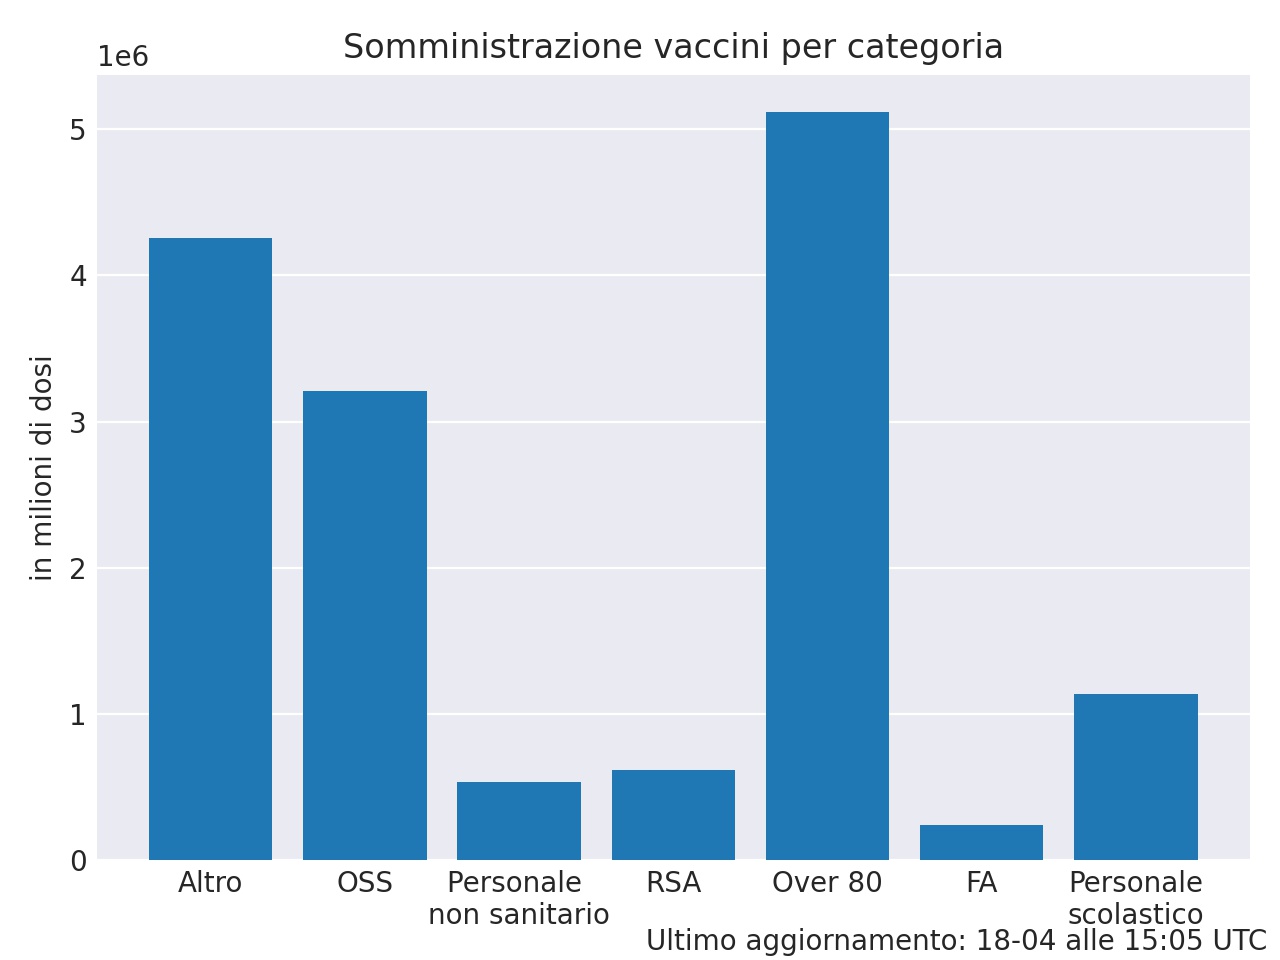 Somministrazione vaccini per categoria
1e6
in milioni di dosi
5
4
3
2
1
0
Altro
OSS
Personale
non sanitario
RSA
Over 80
FA
Personale
scolastico
Ultimo aggiornamento: 18-04 alle 15:05 UTC